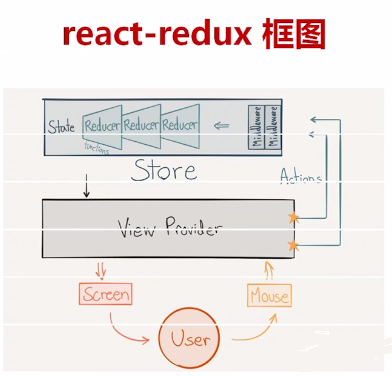 react-redux 框图
State
Reducer Reducer Reducer
functions
Middleware
Middleware
Store
Actions
View Provider
Screen
Mouse
User